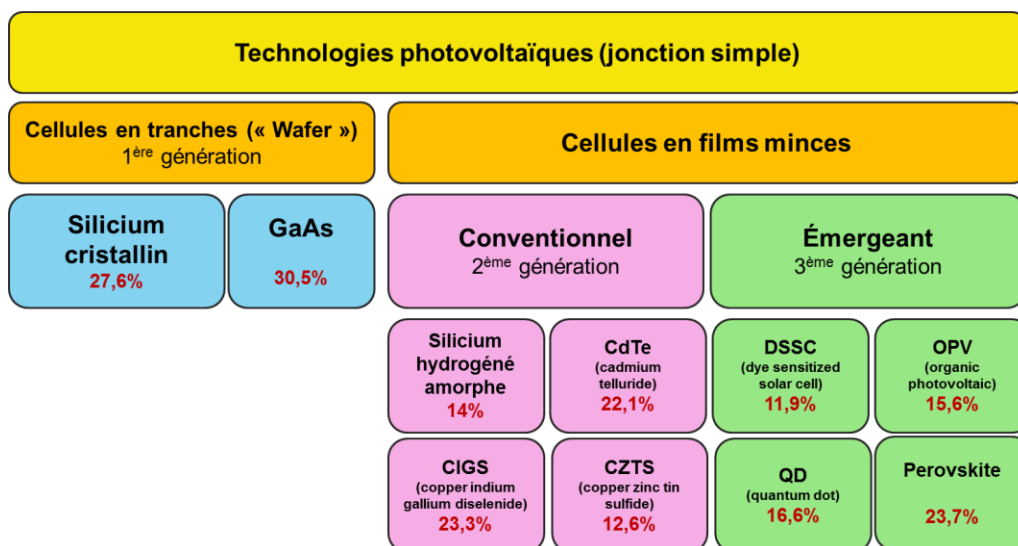 Technologies photovoltaïques (jonction simple)
Cellules en tranches (« Wafer »)
1ère génération
Cellules en films minces
Silicium
cristallin
27,6%
GaAs
30,5%
Conventionnel
2ème génération
Émergeant
3ème génération
Silicium
hydrogéné
amorphe
14%
CdTe
(cadmium
telluride)
22,1%
DSSC
(dye sensitized
solar cell)
11,9%
OPV
(organic
photovoltaic)
15,6%
CIGS
(copper indium
gallium diselenide)
23,3%
CZTS
(copper zinc tin
sulfide)
12,6%
QD
(quantum dot)
16,6%
Perovskite
23,7%